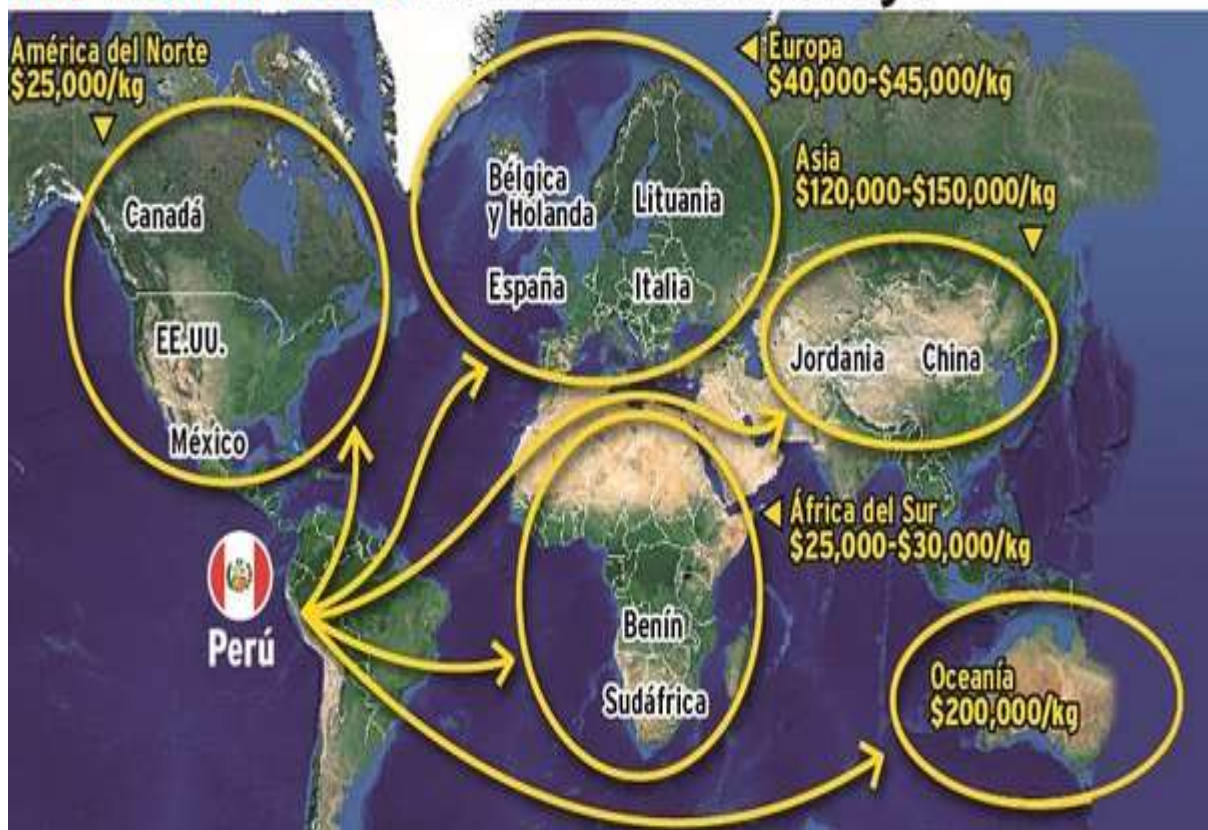 América del Norte
$25,000/kg
Canadá
EE.UU.
México
Europa
$40,000-$45,000/kg
Bélgica
y Holanda
Lituania
España
Italia
Asia
$120,000-$150,000/kg
Jordania
China
África del Sur
$25,000-$30,000/kg
Benín
Sudáfrica
Perú
Oceanía
$200,000/kg